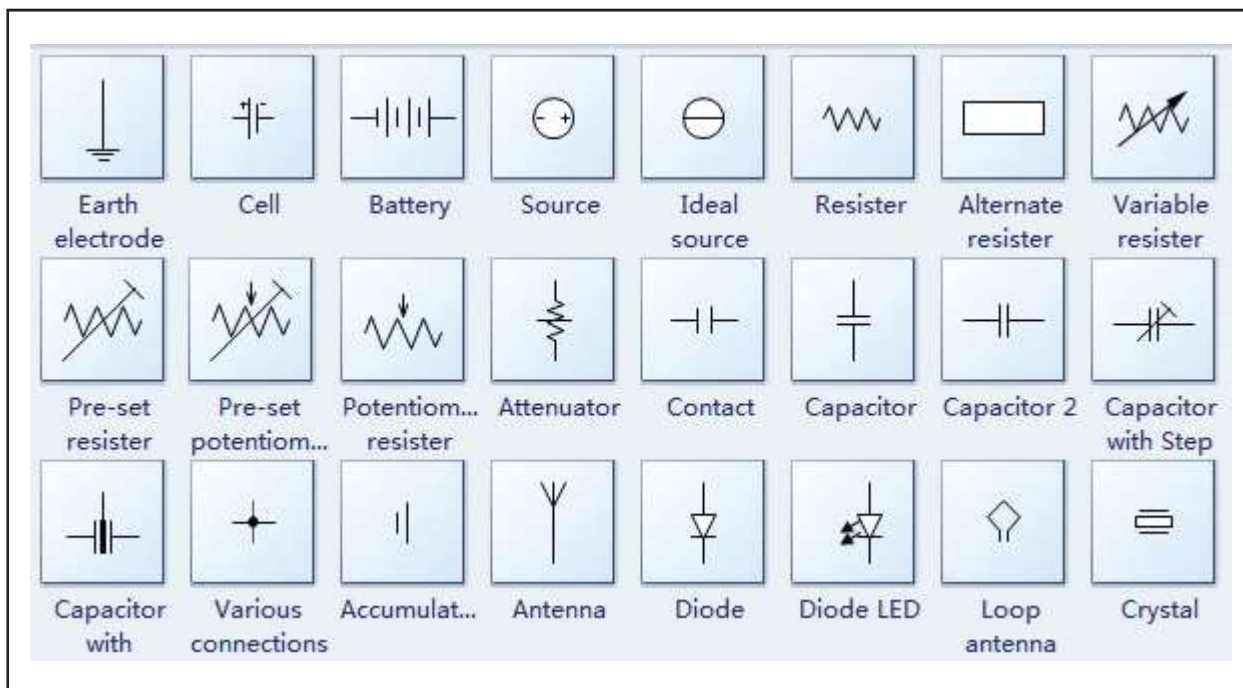 Earth electrode
Cell
Battery
Source
Ideal source
Resister
Alternate resister
Variable resister
Pre-set resister
Pre-set potentiom...
Potentiom... resister
Attenuator
Contact
Capacitor
Capacitor 2
Capacitor with Step
Capacitor with
Various connections
Accumulat...
Antenna
Diode
Diode LED
Loop antenna
Crystal